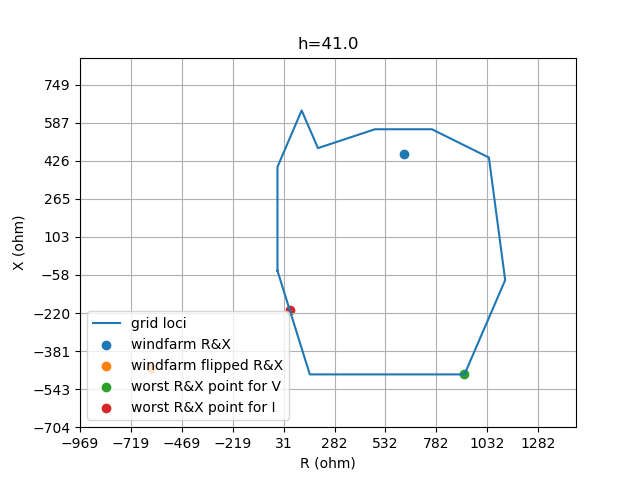 h=41.0
749
587
426
265
103
−58
−220
−381
−543
−704
X (ohm)
grid loci
windfarm R&X
windfarm flipped R&X
worst R&X point for V
worst R&X point for I
−969 −719 −469 −219 31 282 532 782 1032 1282
R (ohm)